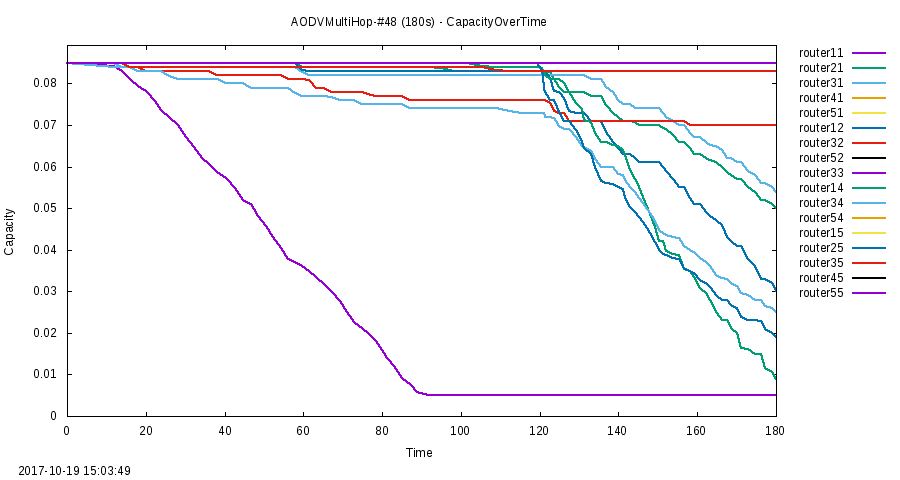 AODVMultiHop-#48 (180s) - CapacityOverTime
router11
router21
router31
router41
router51
router12
router32
router52
router33
router14
router34
router54
router15
router25
router35
router45
router55
Capacity
0.08
0.07
0.06
0.05
0.04
0.03
0.02
0.01
0
0 20 40 60 80 100 120 140 160 180
Time
2017-10-19 15:03:49